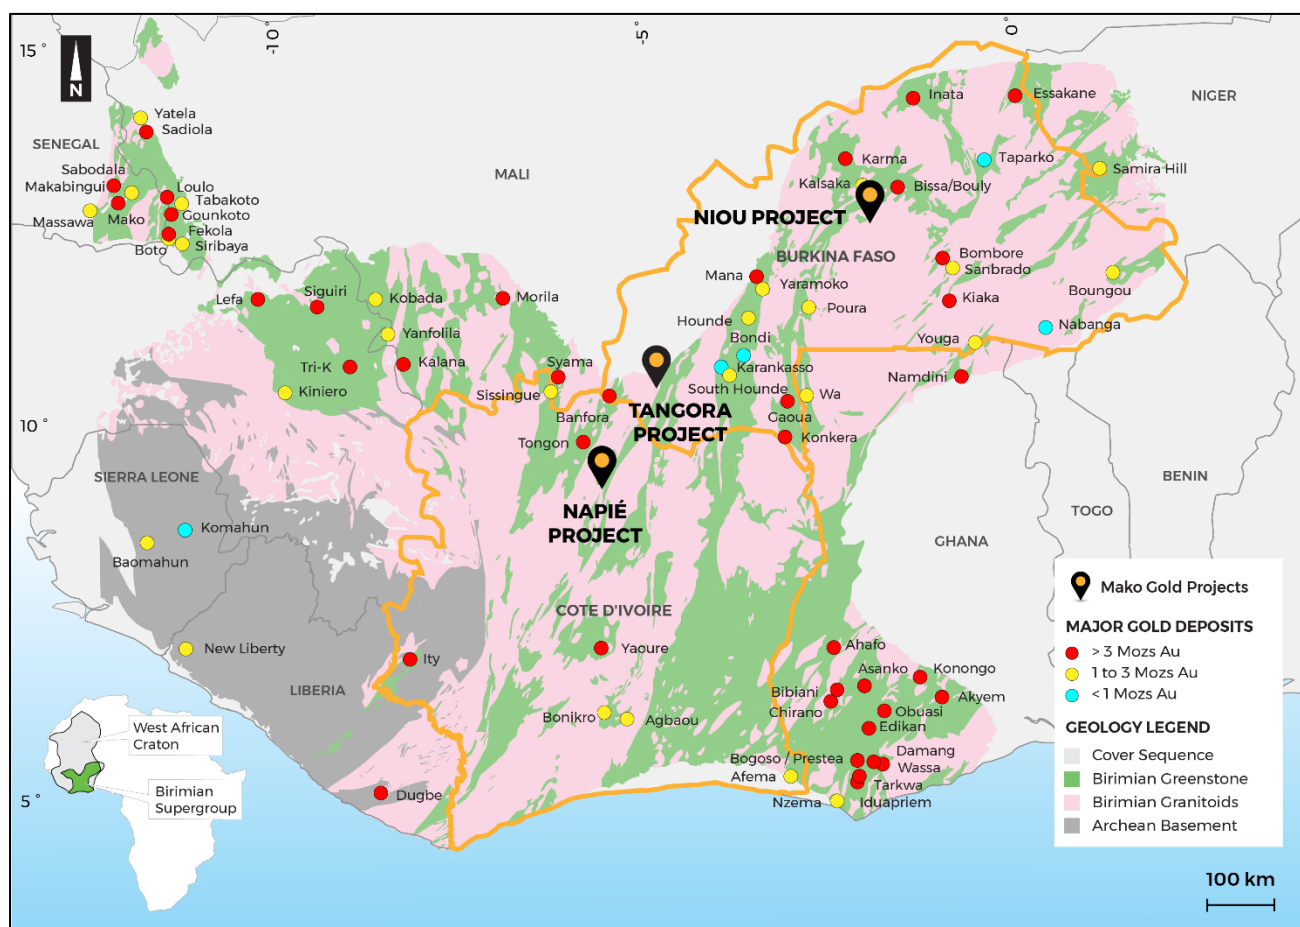 15°
-10°
-5°
0°
N
Yatela
Sadiola
SENEGAL
Sabodala
Makabingui
Loulo
Tabakoto
Massawa
Mako
Gounkoto
Fekola
Boto
Siribaya
MALI
Inata
Essakane
NIGER
Karma
Taparko
Samira Hill
Kalsaka
Bissa/Bouly
NIOU PROJECT
BURKINA FASO
Bombore
Sanbrado
Mana
Yaramoko
Boungou
Kiaka
Poura
Hounde
Nabanga
Bondi
Youga
Karankasso
South Hounde
Namdini
Wa
Gaoua
Konkera
Lefa
Siguiri
Kobada
Morila
Yanfolila
Tri-K
Kalana
Syama
Kiniero
Sissingue
Banfora
TANGORA
PROJECT
10°
Tongon
NAPIÉ
PROJECT
SIERRA LEONE
Komahun
Baomahun
BENIN
TOGO
GHANA
COTE D'IVOIRE
New Liberty
Yaoure
Ity
LIBERIA
Bonikro
Agbaou
Ahafo
Asanko
Konongo
Bibiani
Akyem
Chirano
Obuasi
Edikan
Bogoso / Prestea
Damang
Wassa
Afema
Tarkwa
Nzema
Iduapriem
Dugbe
5°
West African
Craton
Birimian
Supergroup
Mako Gold Projects
MAJOR GOLD DEPOSITS
> 3 Mozs Au
1 to 3 Mozs Au
<1 Mozs Au
GEOLOGY LEGEND
Cover Sequence
Birimian Greenstone
Birimian Granitoids
Archean Basement
100 km